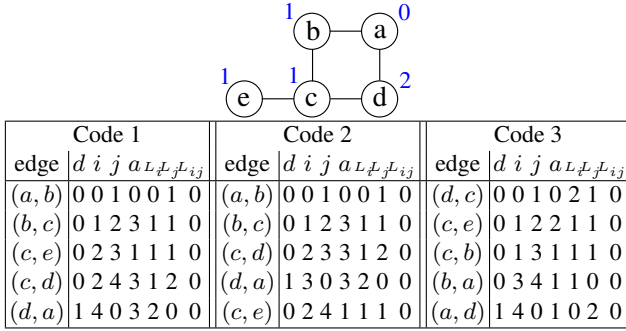 1 0
b a
1 1 2
e c d
Code 1 Code 2 Code 3
edge d i j a L_i L_j L_ij edge d i j a L_i L_j L_ij edge d i j a L_i L_j L_ij
(a, b) 0 0 1 0 0 1 0 (a, b) 0 0 1 0 0 1 0 (d, c) 0 0 1 0 2 1 0
(b, c) 0 1 2 3 1 1 0 (b, c) 0 1 2 3 1 1 0 (c, e) 0 1 2 2 1 1 0
(c, e) 0 2 3 1 1 1 0 (c, d) 0 2 3 3 1 2 0 (c, b) 0 1 3 1 1 1 0
(c, d) 0 2 4 3 1 2 0 (d, a) 1 3 0 3 2 0 0 (b, a) 0 3 4 1 1 0 0
(d, a) 1 4 0 3 2 0 0 (c, e) 0 2 4 1 1 1 0 (a, d) 1 4 0 1 0 2 0